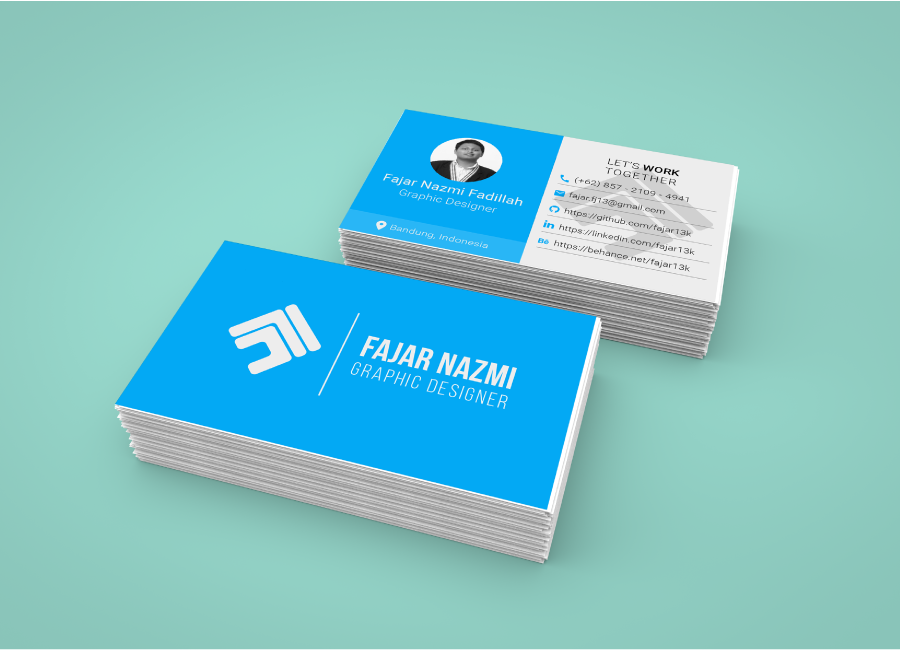 Fajar Nazmi Fadillah
Graphic Designer
Bandung, Indonesia
LET'S WORK
TOGETHER
(+62) 857 - 2109 - 4941
fajar.fj13@gmail.com
https://github.com/fajar13k
https://linkedin.com/fajar13k
https://behance.net/fajar13k
FAJAR NAZMI
GRAPHIC DESIGNER